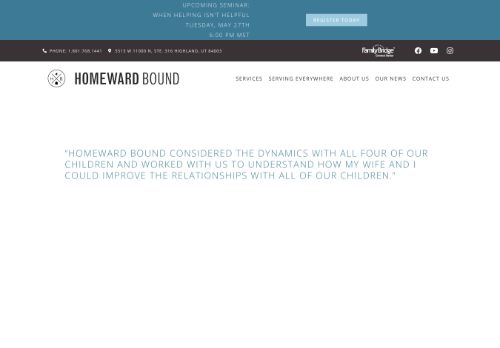 UPCOMING SEMINAR:
WHEN HELPING ISN'T HELPFUL
TUESDAY, MAY 27TH
6:00 PM MST
REGISTER TODAY
PHONE: 1.801.768.1441 5513 W 11000 N, STE. 316 HIGHLAND, UT 84003
FamilyBridge
HOMEWARD BOUND
SERVICES SERVING EVERYWHERE ABOUT US OUR NEWS CONTACT US
"HOMEWARD BOUND CONSIDERED THE DYNAMICS WITH ALL FOUR OF OUR
CHILDREN AND WORKED WITH US TO UNDERSTAND HOW MY WIFE AND I
COULD IMPROVE THE RELATIONSHIPS WITH ALL OF OUR CHILDREN."